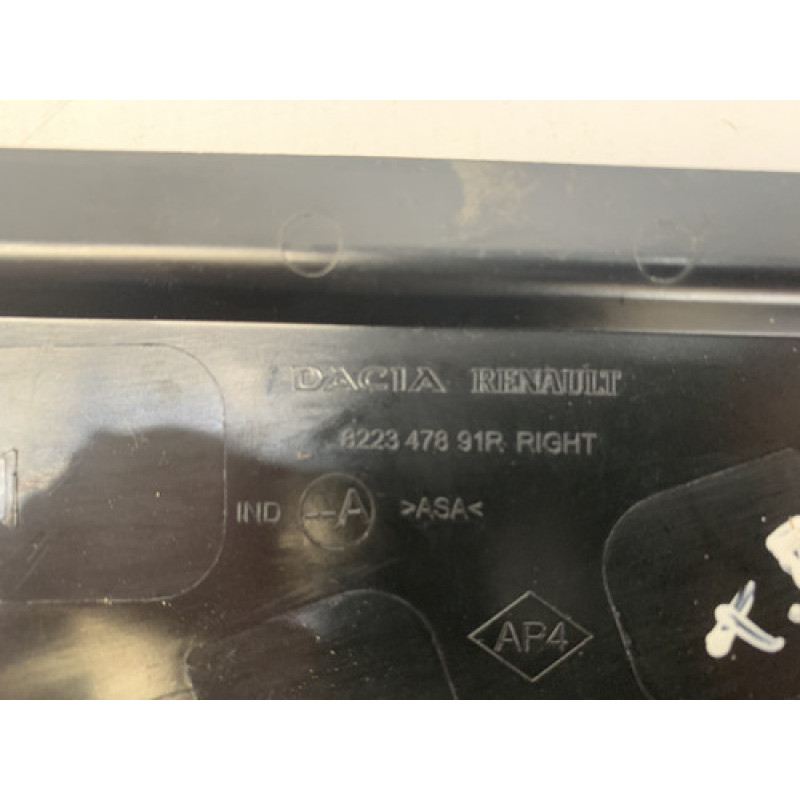 DACIA RENAULT
8223 478 91R RIGHT
IND A >ASA<
AP4